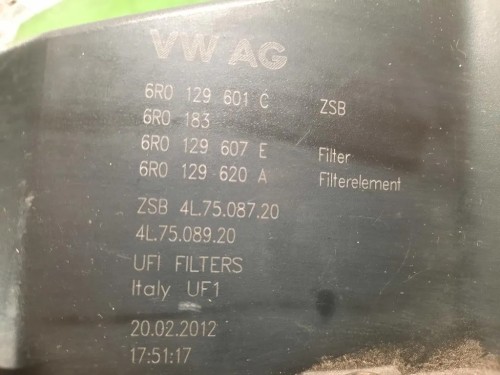 VW AG
6R0 129 601 C ZSB
6R0 183
6R0 129 607 E Filter
6R0 129 620 A Filterelement
ZSB 4L.75.087.20
4L.75.089.20
UFI FILTERS
Italy UF1
20.02.2012
17:51:17